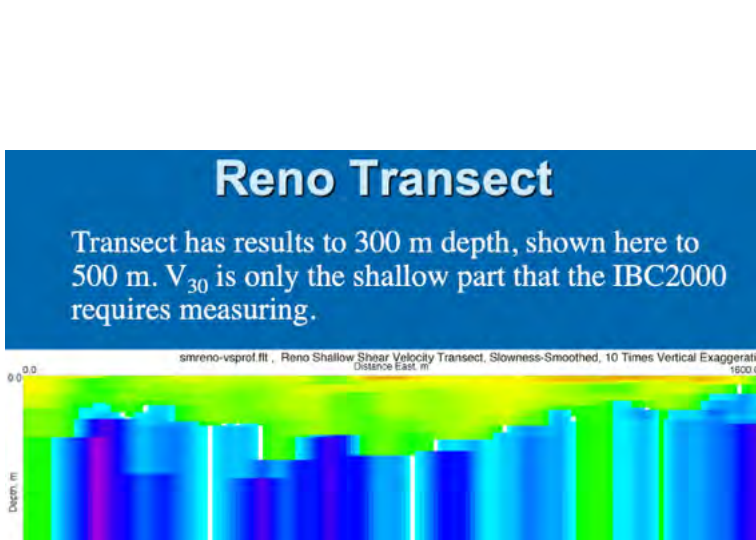 Reno Transect
Transect has results to 300 m depth, shown here to
500 m. V30 is only the shallow part that the IBC2000
requires measuring.
smreno-vsprof.flt , Reno Shallow Shear Velocity Transect, Slowness-Smoothed, 10 Times Vertical Exaggerati
Distance East, m
0.0
1600.
0.0
Depth, m